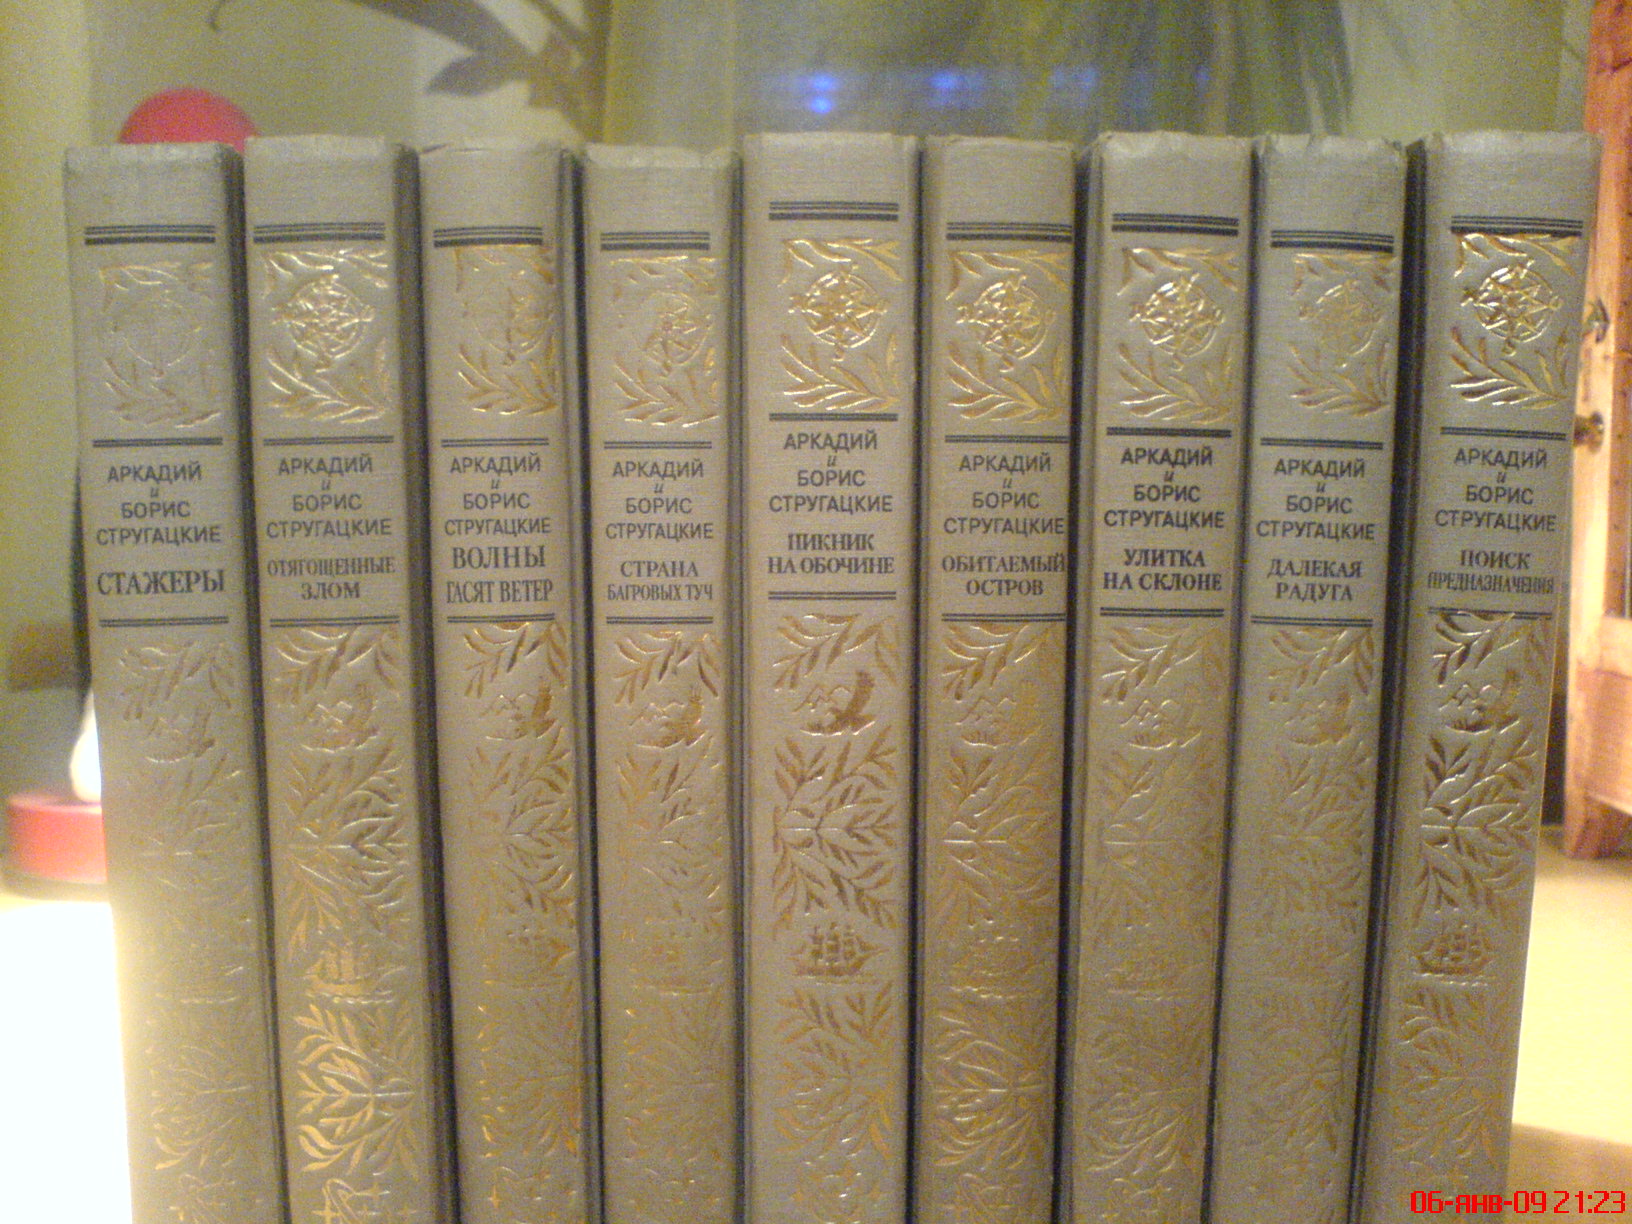 АРКАДИЙ
и
БОРИС
СТРУГАЦКИЕ
СТАЖЕРЫ
АРКАДИЙ
и
БОРИС
СТРУГАЦКИЕ
ОТЯГОЩЕННЫЕ
ЗЛОМ
АРКАДИЙ
и
БОРИС
СТРУГАЦКИЕ
ВОЛНЫ
ГАСЯТ ВЕТЕР
АРКАДИЙ
и
БОРИС
СТРУГАЦКИЕ
СТРАНА
БАГРОВЫХ ТУЧ
АРКАДИЙ
и
БОРИС
СТРУГАЦКИЕ
ПИКНИК
НА ОБОЧИНЕ
АРКАДИЙ
и
БОРИС
СТРУГАЦКИЕ
ОБИТАЕМЫЙ
ОСТРОВ
АРКАДИЙ
и
БОРИС
СТРУГАЦКИЕ
УЛИТКА
НА СКЛОНЕ
АРКАДИЙ
и
БОРИС
СТРУГАЦКИЕ
ДАЛЕКАЯ
РАДУГА
АРКАДИЙ
и
БОРИС
СТРУГАЦКИЕ
ПОИСК
ПРЕДНАЗНАЧЕНИЯ
06-янв-09 21:23